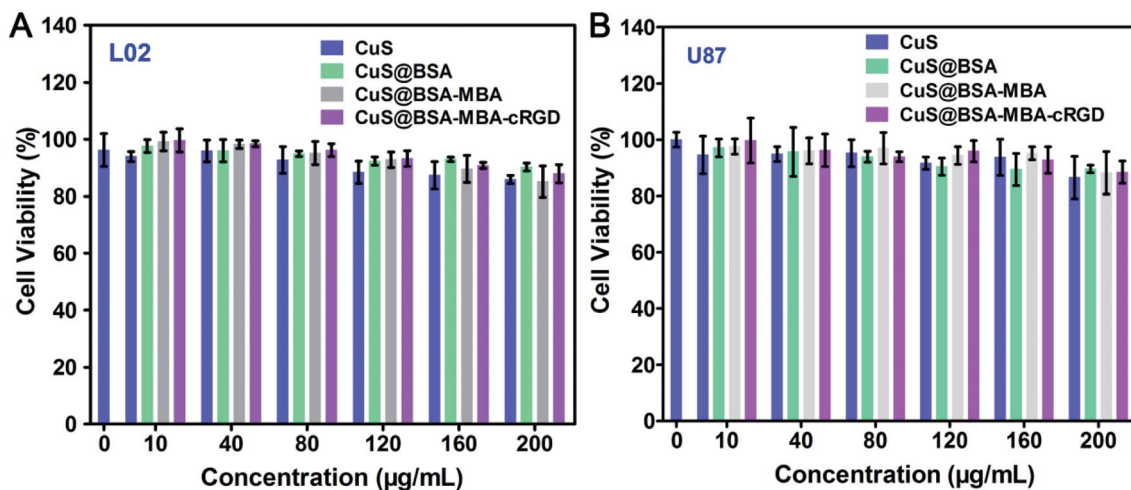 A
L02
CuS
CuS@BSA
CuS@BSA-MBA
CuS@BSA-MBA-cRGD
Cell Viability (%)
140
120
100
80
60
40
20
0
0 10 40 80 120 160 200
Concentration (µg/mL)
B
U87
CuS
CuS@BSA
CuS@BSA-MBA
CuS@BSA-MBA-cRGD
Cell Viability (%)
140
120
100
80
60
40
20
0
0 10 40 80 120 160 200
Concentration (µg/mL)